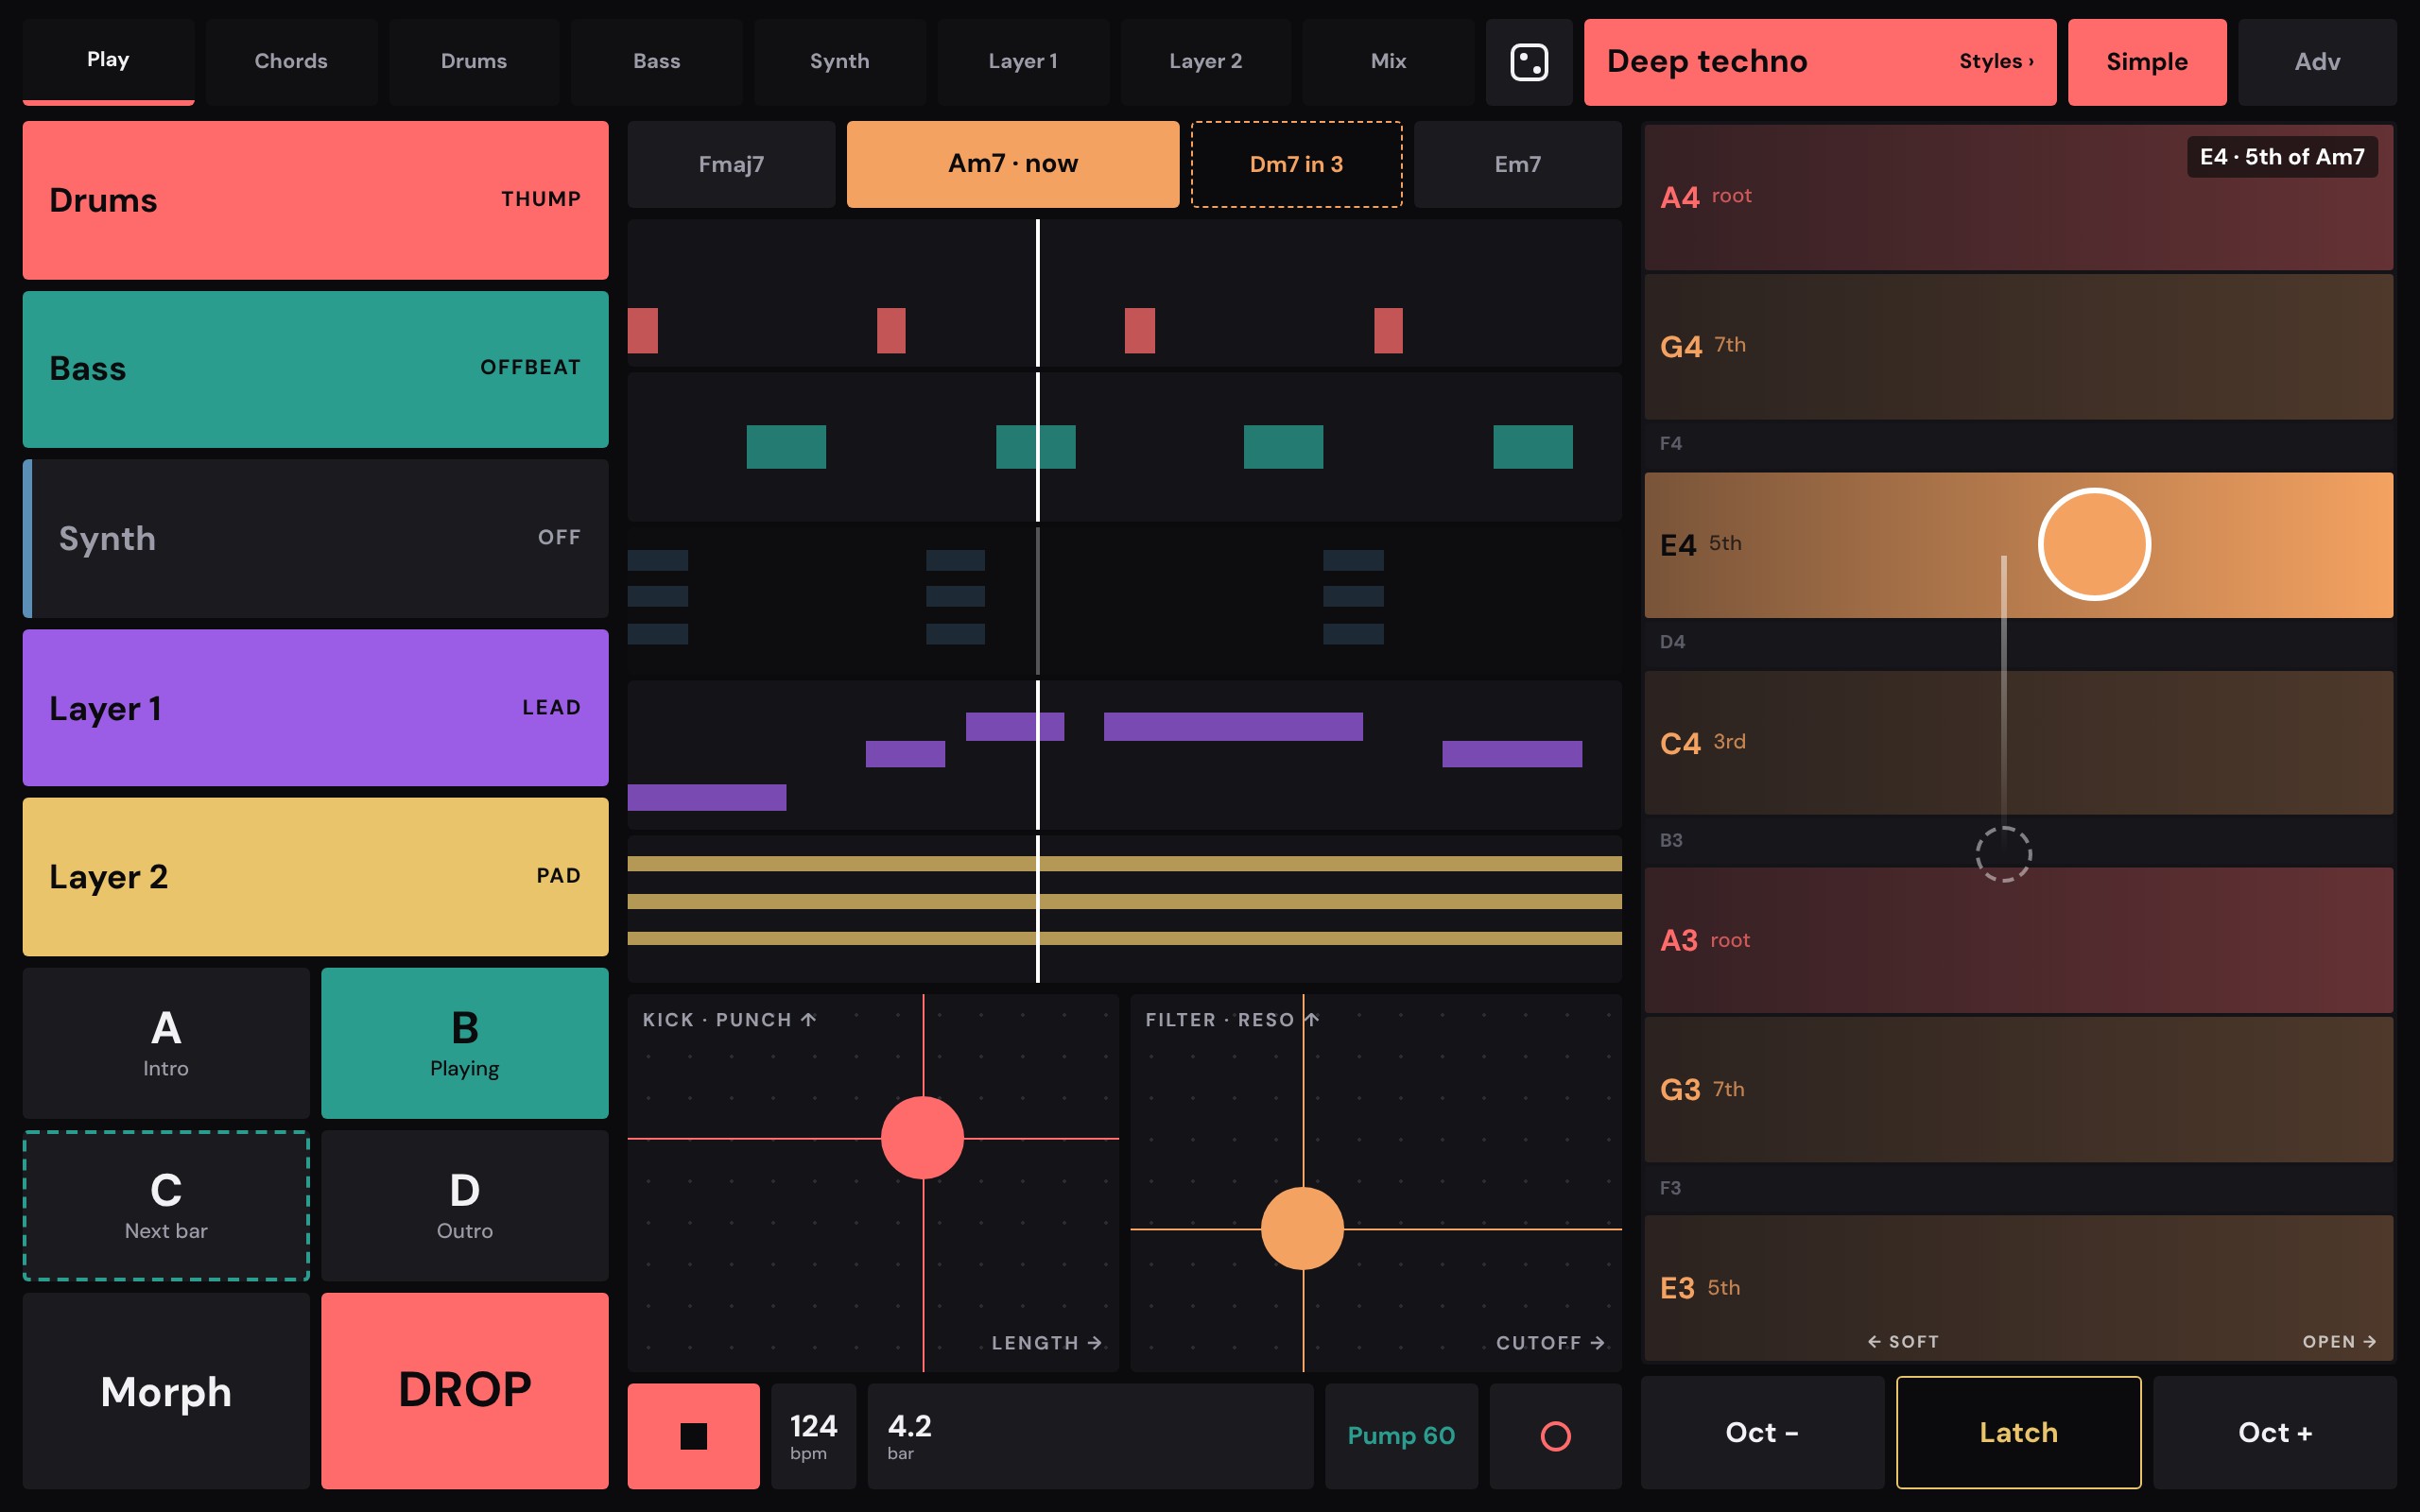 Play
Chords
Drums
Bass
Synth
Layer 1
Layer 2
Mix
Deep techno
Styles ›
Simple
Adv
Drums
THUMP
Bass
OFFBEAT
Synth
OFF
Layer 1
LEAD
Layer 2
PAD
A
Intro
B
Playing
C
Next bar
D
Outro
Morph
DROP
Fmaj7
Am7 · now
Dm7 in 3
Em7
KICK · PUNCH ↑
LENGTH →
FILTER · RESO ↑
CUTOFF →
124
bpm
4.2
bar
Pump 60
E4 · 5th of Am7
A4 root
G4 7th
F4
E4 5th
D4
C4 3rd
B3
A3 root
G3 7th
F3
E3 5th
← SOFT
OPEN →
Oct −
Latch
Oct +